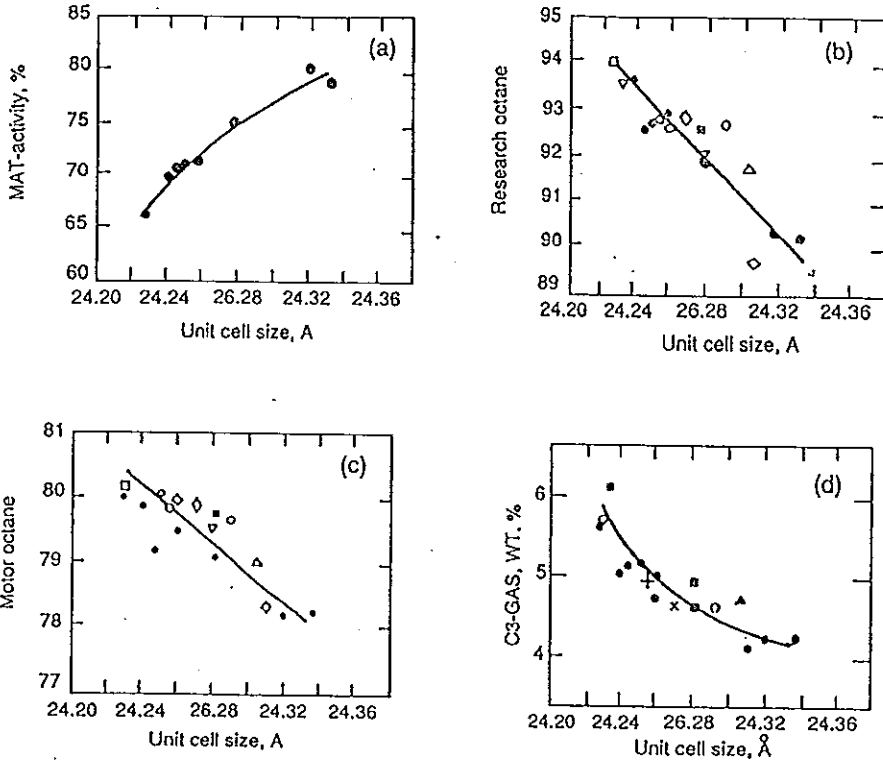 MAT-activity, %
85
80
75
70
65
60
(a)
24.20 24.24 26.28 24.32 24.36
Unit cell size, A
Research octane
95
94
93
92
91
90
89
(b)
24.20 24.24 26.28 24.32 24.36
Unit cell size, A
Motor octane
81
80
79
78
77
(c)
24.20 24.24 26.28 24.32 24.36
Unit cell size, A
C3-GAS, WT. %
6
5
4
(d)
24.20 24.24 26.28 24.32 24.36
Unit cell size, Å